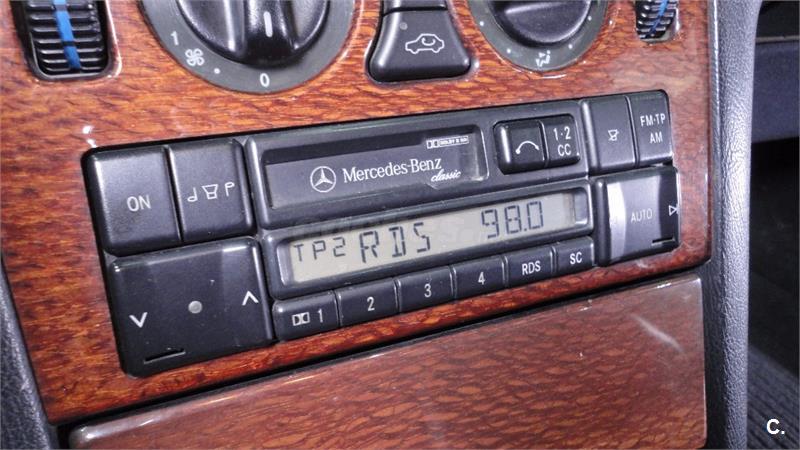 1
0
DOLBY B NR
Mercedes-Benz
classic
1·2
CC
FM·TP
AM
ON
TP2 RDS 98.0
AUTO
1 2 3 4 RDS SC
C.